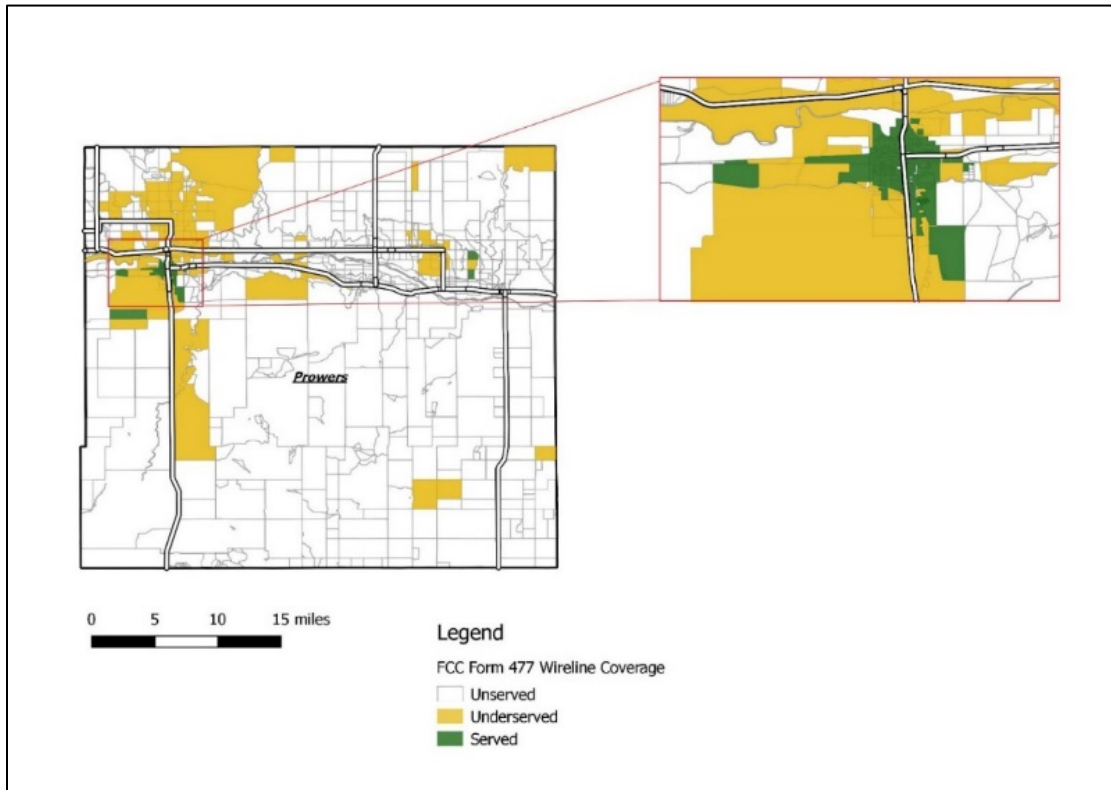 Prowers
0 5 10 15 miles
Legend
FCC Form 477 Wireline Coverage
Unserved
Underserved
Served